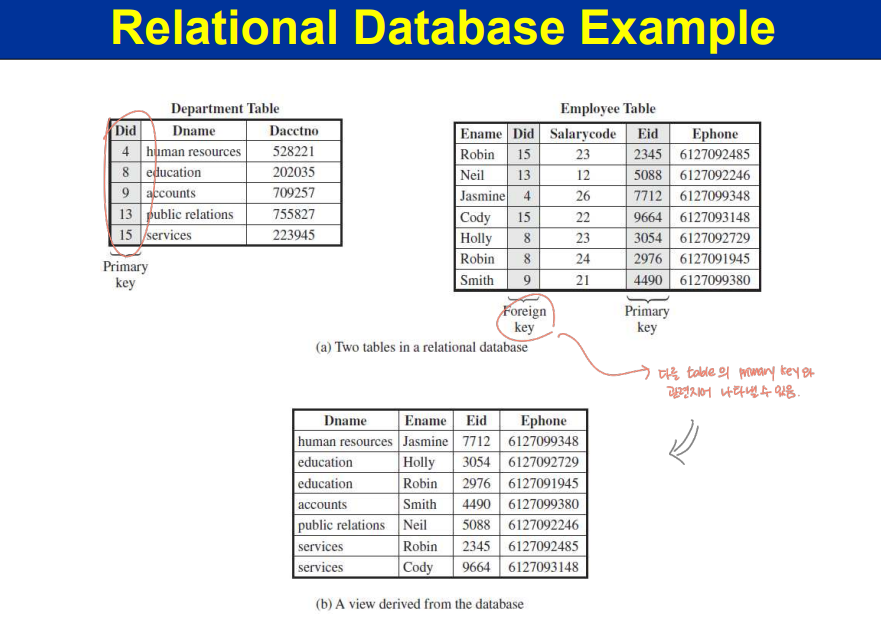 Relational Database Example
Department Table
Did Dname Dacctno
4 human resources 528221
8 education 202035
9 accounts 709257
13 public relations 755827
15 services 223945
Primary
key
Employee Table
Ename Did Salarycode Eid Ephone
Robin 15 23 2345 6127092485
Neil 13 12 5088 6127092246
Jasmine 4 26 7712 6127099348
Cody 15 22 9664 6127093148
Holly 8 23 3054 6127092729
Robin 8 24 2976 6127091945
Smith 9 21 4490 6127099380
Foreign
key
Primary
key
(a) Two tables in a relational database
다른 table의 primary key와
관련지어 나타낼 수 있음.
Dname Ename Eid Ephone
human resources Jasmine 7712 6127099348
education Holly 3054 6127092729
education Robin 2976 6127091945
accounts Smith 4490 6127099380
public relations Neil 5088 6127092246
services Robin 2345 6127092485
services Cody 9664 6127093148
(b) A view derived from the database